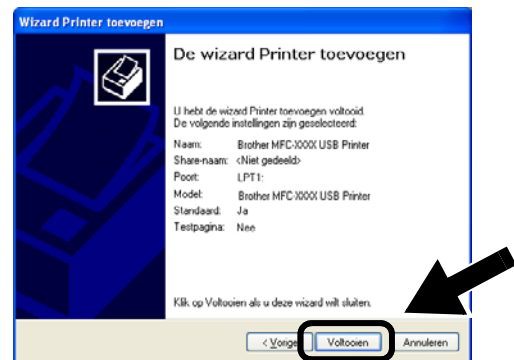 Wizard Printer toevoegen
De wizard Printer toevoegen
U hebt de wizard Printer toevoegen voltooid.
De volgende instellingen zijn geselecteerd:
Naam: Brother MFC-XXXX USB Printer
Share-naam: <Niet gedeeld>
Poort: LPT1:
Model: Brother MFC-XXXX USB Printer
Standaard: Ja
Testpagina: Nee
Klik op Voltooien als u deze wizard wilt sluiten.
< Vorige Voltooien Annuleren